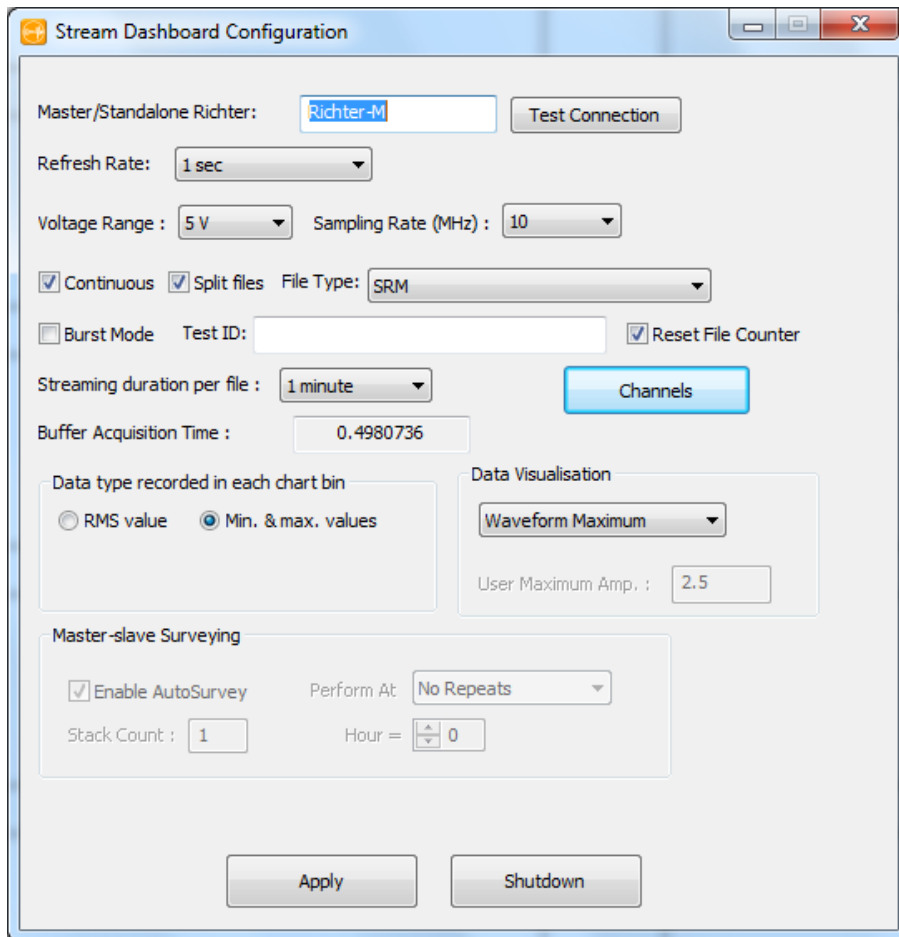 Stream Dashboard Configuration
Master/Standalone Richter: Richter-M Test Connection
Refresh Rate: 1 sec
Voltage Range : 5 V Sampling Rate (MHz) : 10
Continuous Split files File Type: SRM
Burst Mode Test ID: Reset File Counter
Streaming duration per file : 1 minute Channels
Buffer Acquisition Time : 0.4980736
Data type recorded in each chart bin
RMS value Min. & max. values
Data Visualisation
Waveform Maximum
User Maximum Amp. : 2.5
Master-slave Surveying
Enable AutoSurvey Perform At No Repeats
Stack Count : 1 Hour = 0
Apply Shutdown